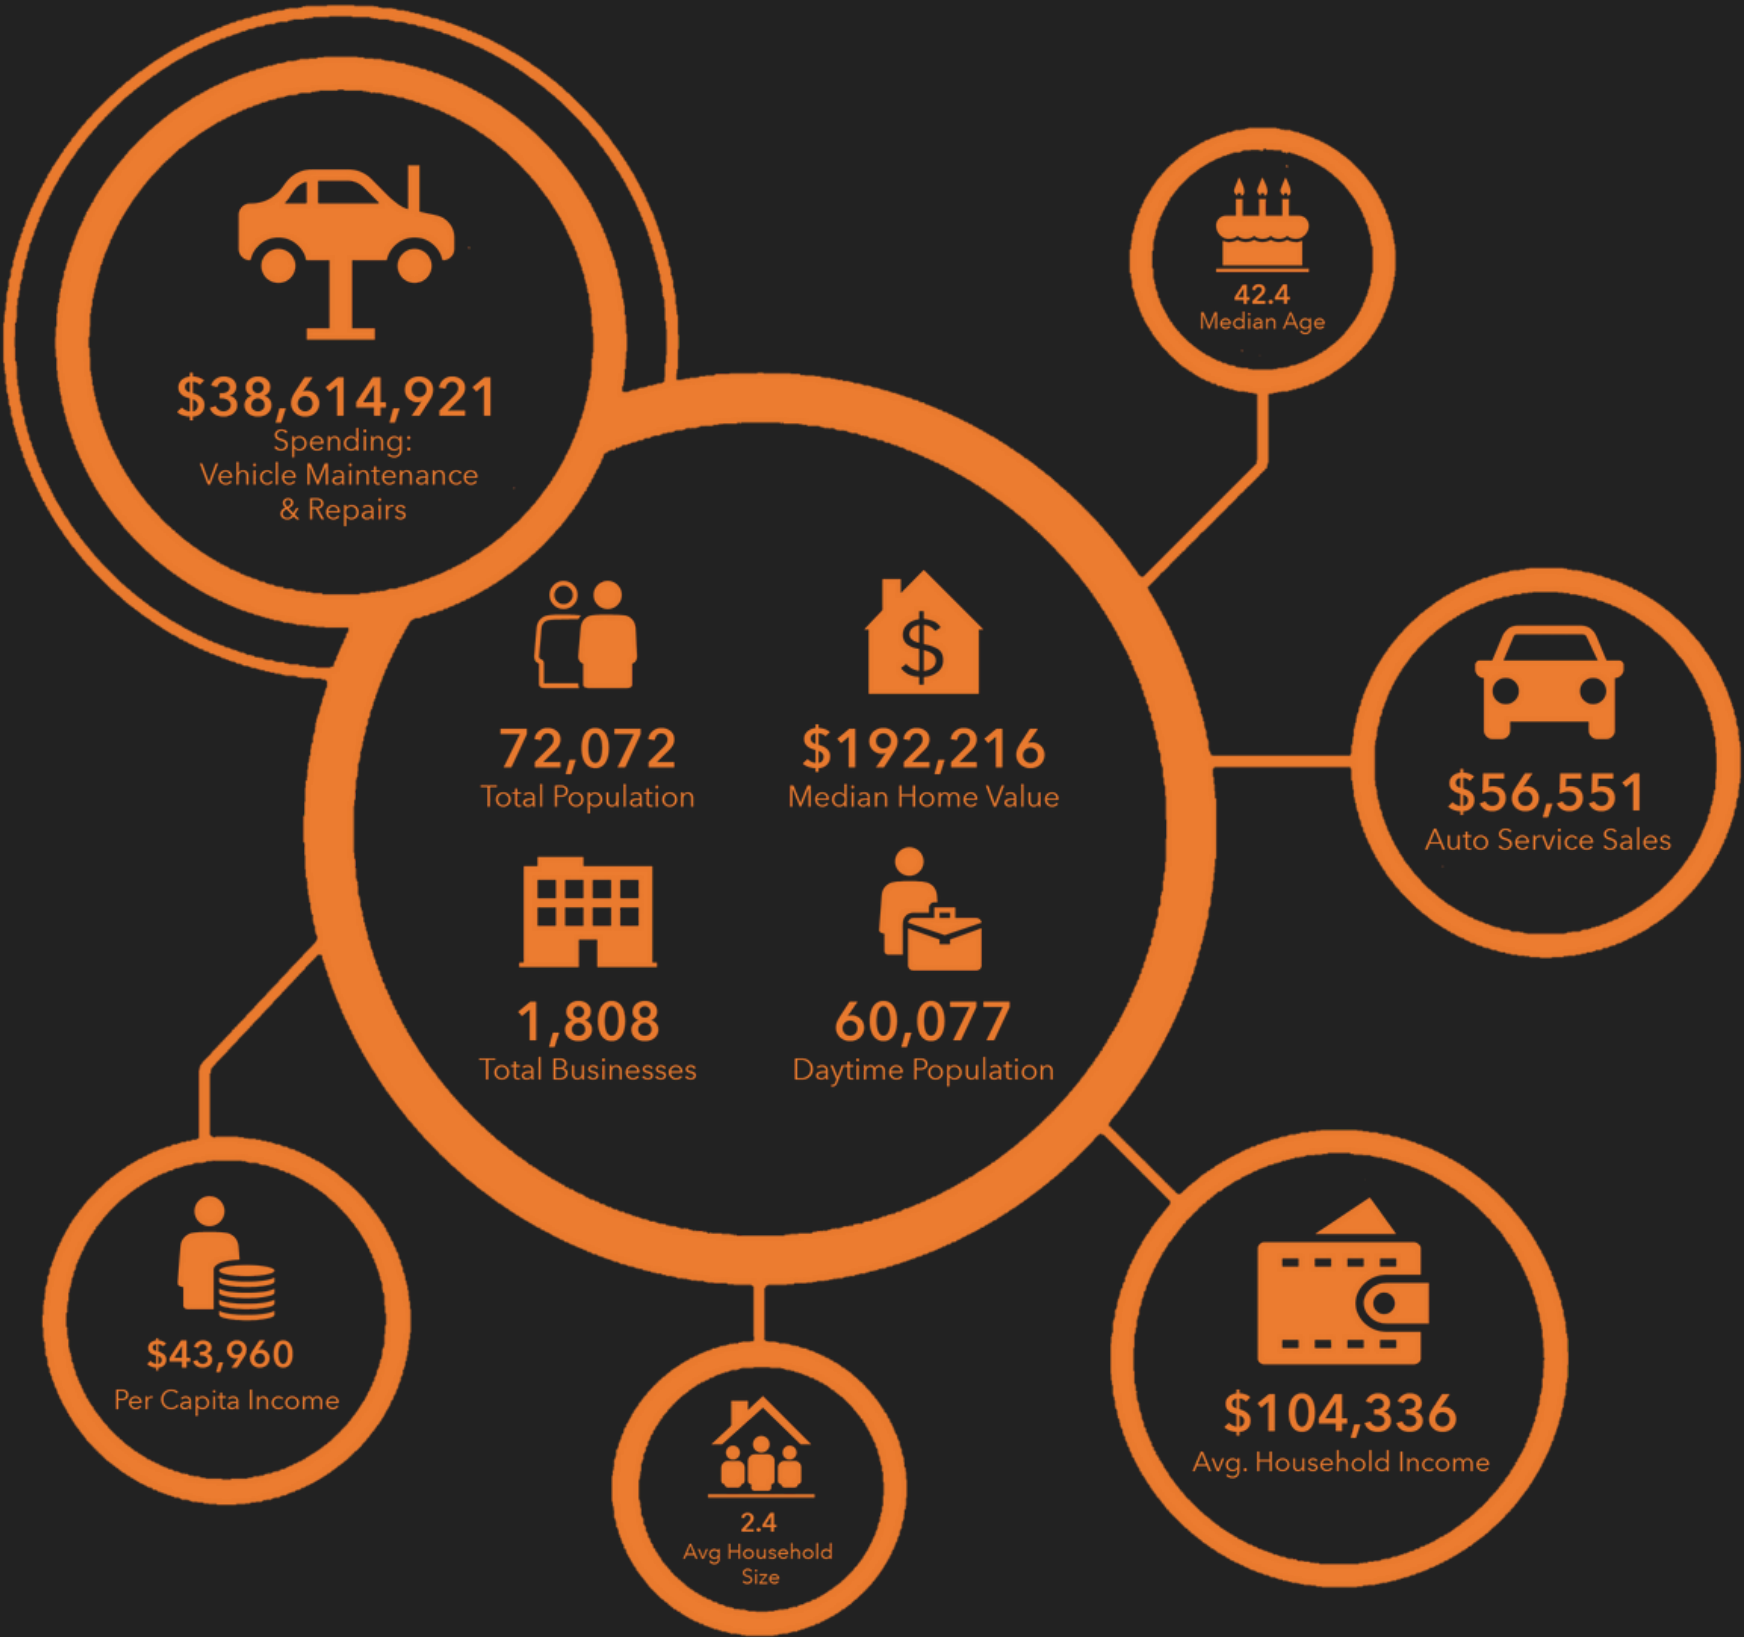 $38,614,921
Spending:
Vehicle Maintenance
& Repairs
42.4
Median Age
72,072
Total Population
$192,216
Median Home Value
$56,551
Auto Service Sales
1,808
Total Businesses
60,077
Daytime Population
$43,960
Per Capita Income
2.4
Avg Household
Size
$104,336
Avg. Household Income